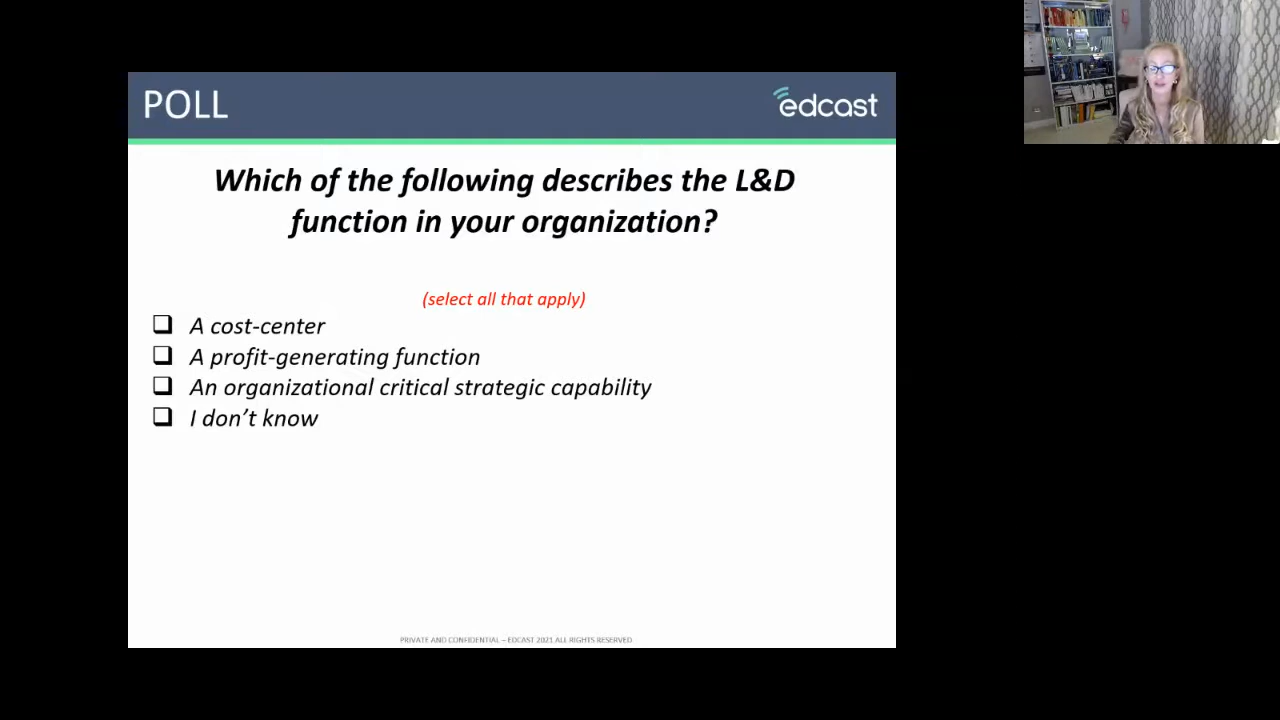 POLL
edcast
Which of the following describes the L&D
function in your organization?
(select all that apply)
❑ A cost-center
❑ A profit-generating function
❑ An organizational critical strategic capability
❑ I don’t know
PRIVATE AND CONFIDENTIAL – EDCAST 2021 ALL RIGHTS RESERVED